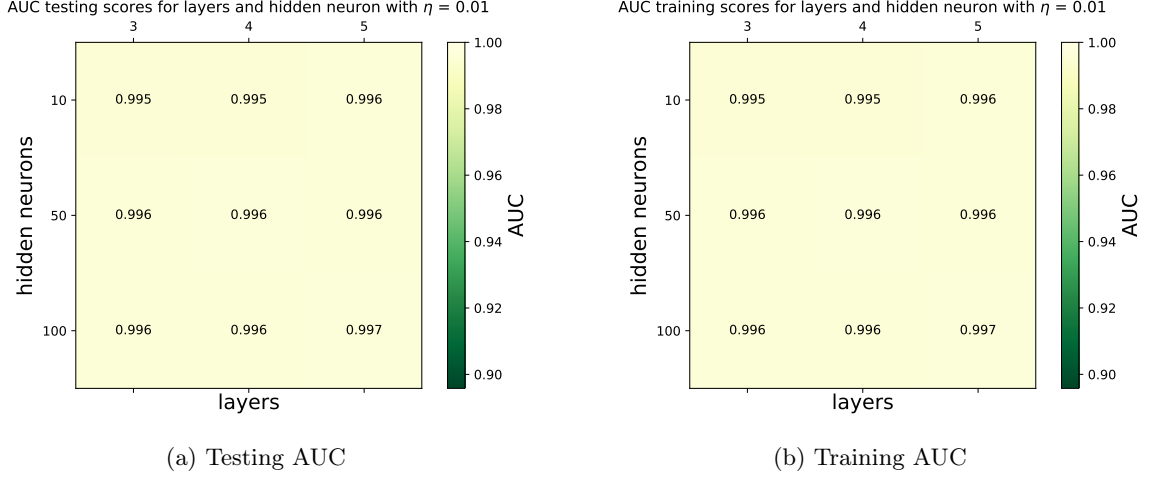 AUC testing scores for layers and hidden neuron with η = 0.01
3 4 5
10 0.995 0.995 0.996
50 0.996 0.996 0.996
100 0.996 0.996 0.997
hidden neurons
layers
1.00
0.98
0.96
0.94
0.92
0.90
AUC
(a) Testing AUC
AUC training scores for layers and hidden neuron with η = 0.01
3 4 5
10 0.995 0.995 0.996
50 0.996 0.996 0.996
100 0.996 0.996 0.997
hidden neurons
layers
1.00
0.98
0.96
0.94
0.92
0.90
AUC
(b) Training AUC